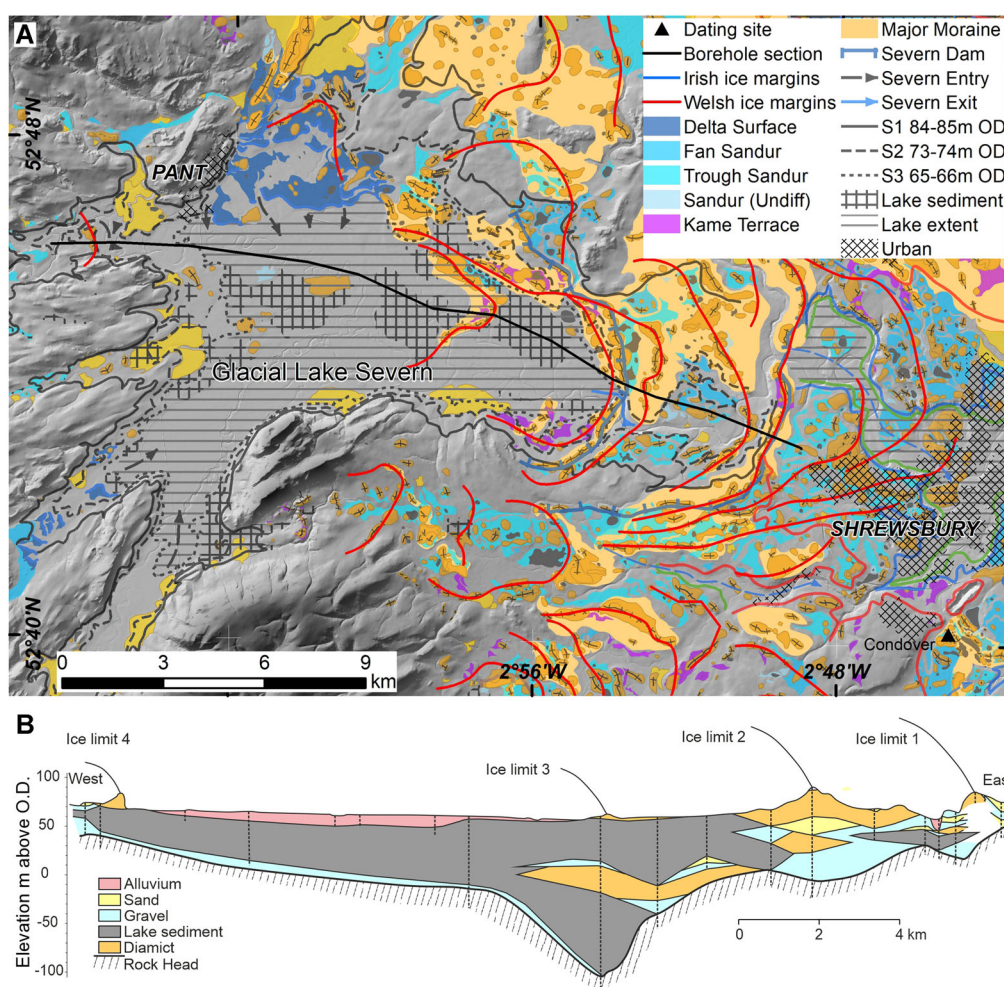 A
52°48'N
52°40'N
PANT
Glacial Lake Severn
SHREWSBURY
Condover
2°56'W
2°48'W
0 3 6 9
km
Dating site
Borehole section
Irish ice margins
Welsh ice margins
Delta Surface
Fan Sandur
Trough Sandur
Sandur (Undiff)
Kame Terrace
Major Moraine
Severn Dam
Severn Entry
Severn Exit
S1 84-85m OD
S2 73-74m OD
S3 65-66m OD
Lake sediment
Lake extent
Urban
B
Ice limit 4
Ice limit 3
Ice limit 2
Ice limit 1
West
Eas
Elevation m above O.D.
100
50
0
-50
-100
Alluvium
Sand
Gravel
Lake sediment
Diamict
Rock Head
0 2 4 km